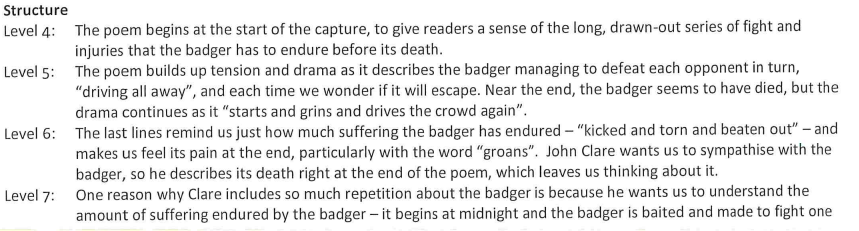 Structure
Level 4: The poem begins at the start of the capture, to give readers a sense of the long, drawn-out series of fight and
injuries that the badger has to endure before its death.
Level 5: The poem builds up tension and drama as it describes the badger managing to defeat each opponent in turn,
“driving all away”, and each time we wonder if it will escape. Near the end, the badger seems to have died, but the
drama continues as it “starts and grins and drives the crowd again”.
Level 6: The last lines remind us just how much suffering the badger has endured – “kicked and torn and beaten out” – and
makes us feel its pain at the end, particularly with the word “groans”. John Clare wants us to sympathise with the
badger, so he describes its death right at the end of the poem, which leaves us thinking about it.
Level 7: One reason why Clare includes so much repetition about the badger is because he wants us to understand the
amount of suffering endured by the badger – it begins at midnight and the badger is baited and made to fight one